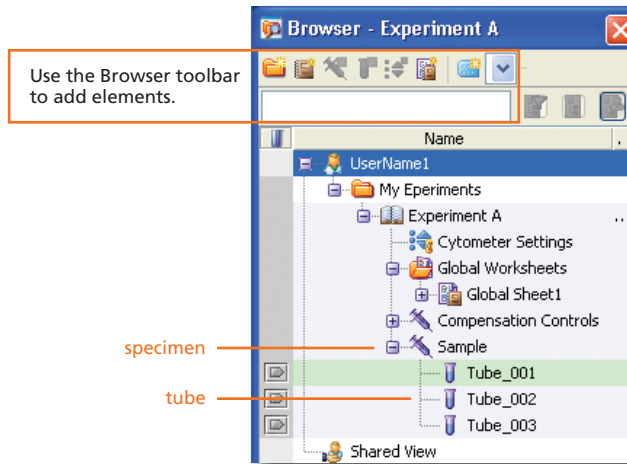 Browser - Experiment A
Use the Browser toolbar
to add elements.
Name .
UserName1
My Eperiments
Experiment A ..
Cytometer Settings
Global Worksheets
Global Sheet1
Compensation Controls
specimen
Sample
Tube_001
tube
Tube_002
Tube_003
Shared View